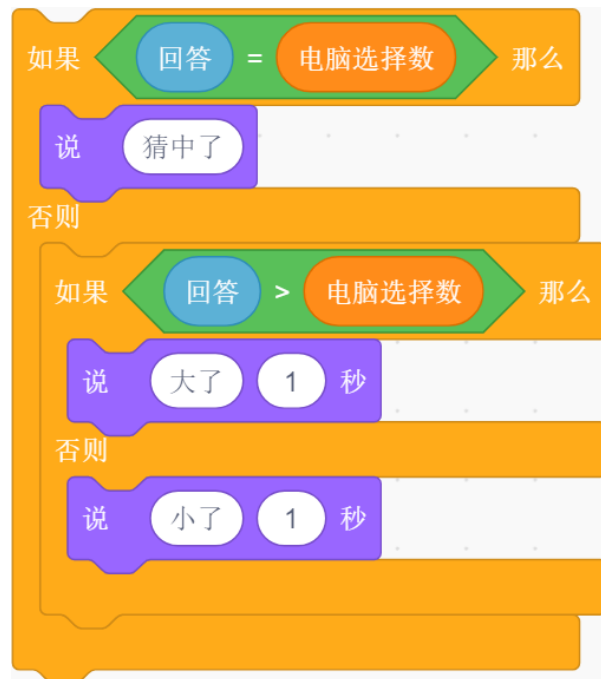 如果 回答 = 电脑选择数 那么
说 猜中了
否则
如果 回答 > 电脑选择数 那么
说 大了 1 秒
否则
说 小了 1 秒